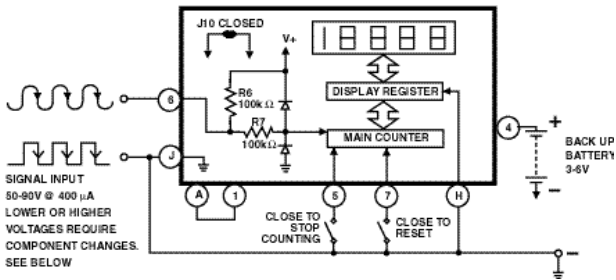 J10 CLOSED
V+
18888
R6
100kΩ
R7
100kΩ
DISPLAY REGISTER
MAIN COUNTER
6
J
A
1
5
7
H
4
+
BACK UP
BATTERY
3-6V
−
SIGNAL INPUT
50-90V @ 400 µA
LOWER OR HIGHER
VOLTAGES REQUIRE
COMPONENT CHANGES.
SEE BELOW
CLOSE TO
STOP
COUNTING
CLOSE TO
RESET
−